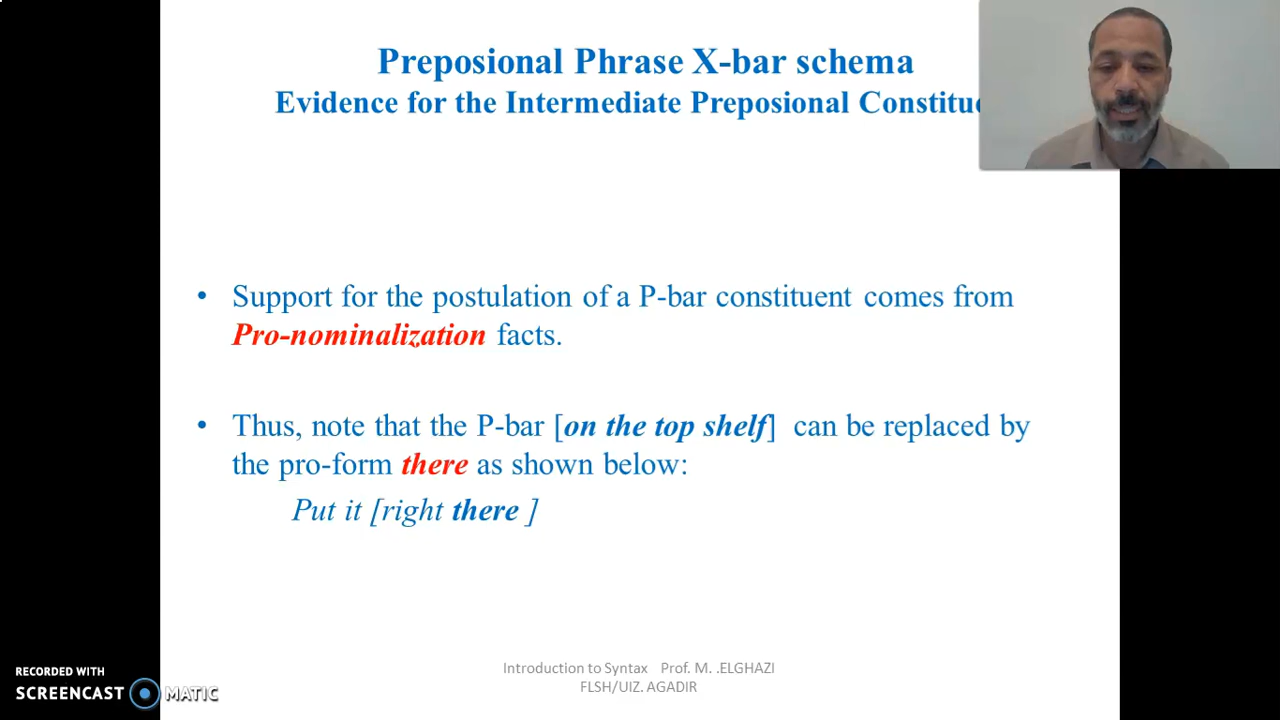 Preposional Phrase X-bar schema
Evidence for the Intermediate Preposional
• Support for the postulation of a P-bar constituent comes from
Pro-nominalization facts.
• Thus, note that the P-bar [on the top shelf] can be replaced by
the pro-form there as shown below:
Put it [right there ]
Introduction to Syntax Prof. M. .ELGHAZI
FLSH/UIZ. AGADIR
RECORDED WITH
SCREENCAST MATIC